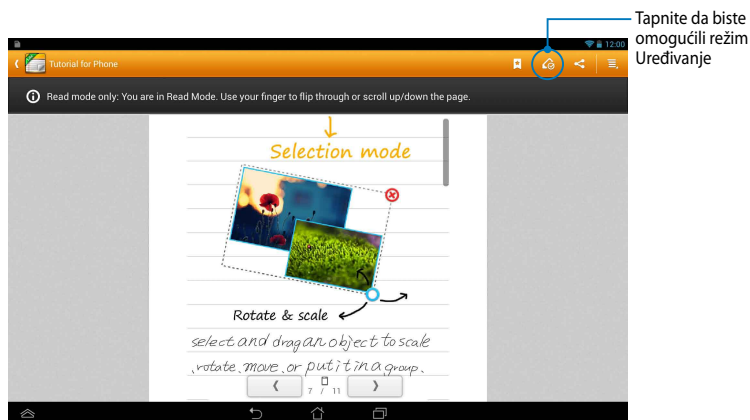 Tapnite da biste
omogućili režim
Uređivanje
12:00
Tutorial for Phone
Read mode only: You are in Read Mode. Use your finger to flip through or scroll up/down the page.
Selection mode
Rotate & scale
select and drag an object to scale
,rotate, move, or put it in a group.
7 / 11